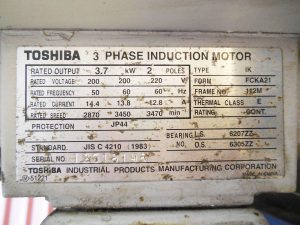 TOSHIBA 3 PHASE INDUCTION MOTOR
RATED OUTPUT 3.7 kW 2 POLES TYPE IK
RATED VOLTAGE 200 200 220 V FORM FCKA21
RATED FREQUENCY 50 60 60 Hz FRAME NO. 112M
RATED CURRENT 14.4 13.8 12.8 A THERMAL CLASS E
RATED SPEED 2870 3450 3470 min⁻¹ RATING CONT.
PROTECTION JP44
BEARING L.S. 6207ZZ
STANDARD. JIS C 4210 (1983) NO. O.S. 6305ZZ
SERIAL NO.
TOSHIBA INDUSTRIAL PRODUCTS MANUFACTURING CORPORATION
51221